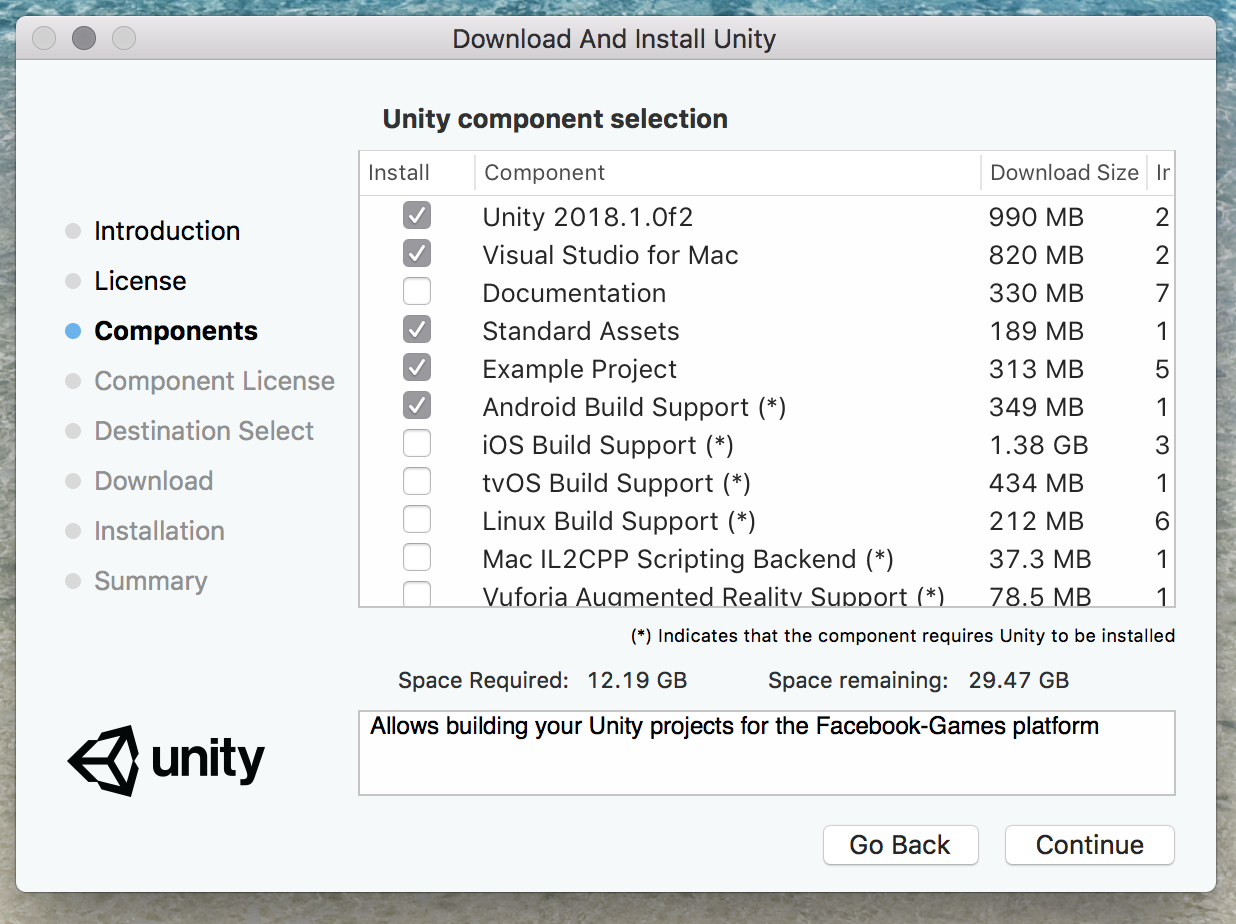 Download And Install Unity
Unity component selection
Install Component Download Size Ir
Unity 2018.1.0f2 990 MB 2
Visual Studio for Mac 820 MB 2
Documentation 330 MB 7
Standard Assets 189 MB 1
Example Project 313 MB 5
Android Build Support (*) 349 MB 1
iOS Build Support (*) 1.38 GB 3
tvOS Build Support (*) 434 MB 1
Linux Build Support (*) 212 MB 6
Mac IL2CPP Scripting Backend (*) 37.3 MB 1
Vuforia Augmented Reality Support (*) 78.5 MB 1
Introduction
License
Components
Component License
Destination Select
Download
Installation
Summary
(*) Indicates that the component requires Unity to be installed
Space Required: 12.19 GB Space remaining: 29.47 GB
Allows building your Unity projects for the Facebook-Games platform
unity
Go Back Continue